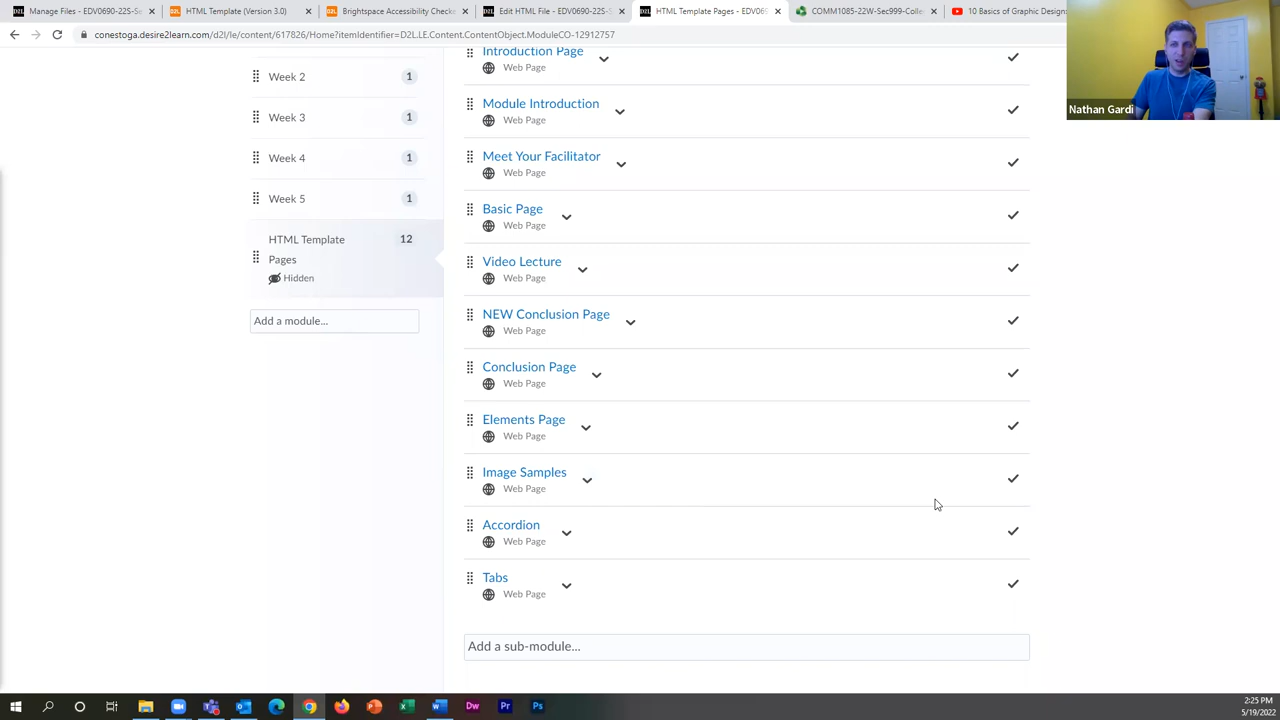 Manage Files - EDV0690-22S-Se
HTML Template (Version 3.0)
Brightspace Accessibility Checke
Edit HTML File - EDV0690-22S-S
HTML Template Pages - EDV069
COMM1085-22W-Sec999-Colle
10 Basics of Graphic Design
conestoga.desire2learn.com/d2l/le/content/617826/Home?itemIdentifier=D2L.LE.Content.ContentObject.ModuleCO-12912757
Nathan Gardi
Week 2
1
Week 3
1
Week 4
1
Week 5
1
HTML Template
Pages
12
Hidden
Add a module...
Introduction Page
Web Page
Module Introduction
Web Page
Meet Your Facilitator
Web Page
Basic Page
Web Page
Video Lecture
Web Page
NEW Conclusion Page
Web Page
Conclusion Page
Web Page
Elements Page
Web Page
Image Samples
Web Page
Accordion
Web Page
Tabs
Web Page
Add a sub-module...
Dw
Pr
Ps
2:25 PM
5/19/2022